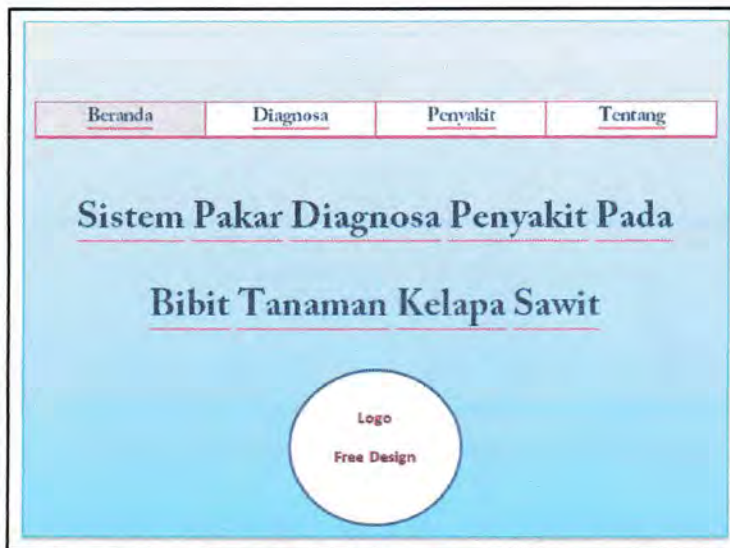 Beranda Diagnosa Penyakit Tentang
Sistem Pakar Diagnosa Penyakit Pada
Bibit Tanaman Kelapa Sawit
Logo
Free Design